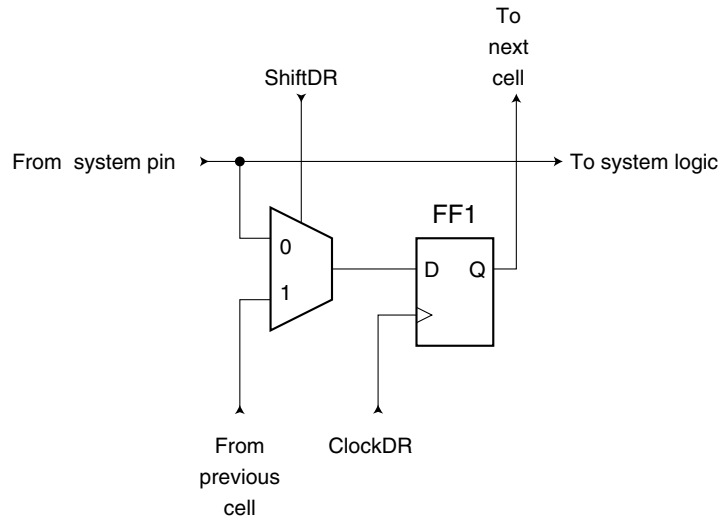 To
next
cell
ShiftDR
From system pin
To system logic
FF1
0
D Q
1
From
previous
cell
ClockDR